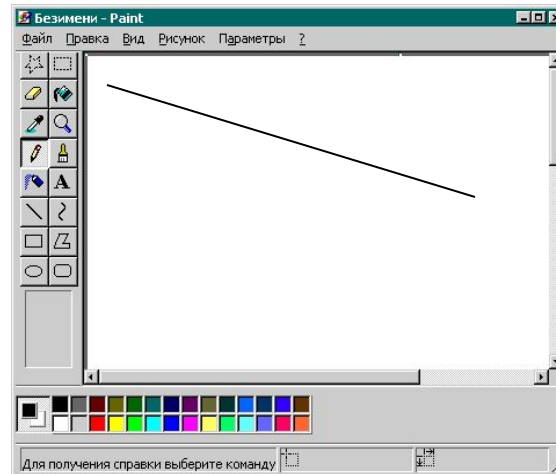 Безимени - Paint
Файл Правка Вид Рисунок Параметры ?
A
Для получения справки выберите команду